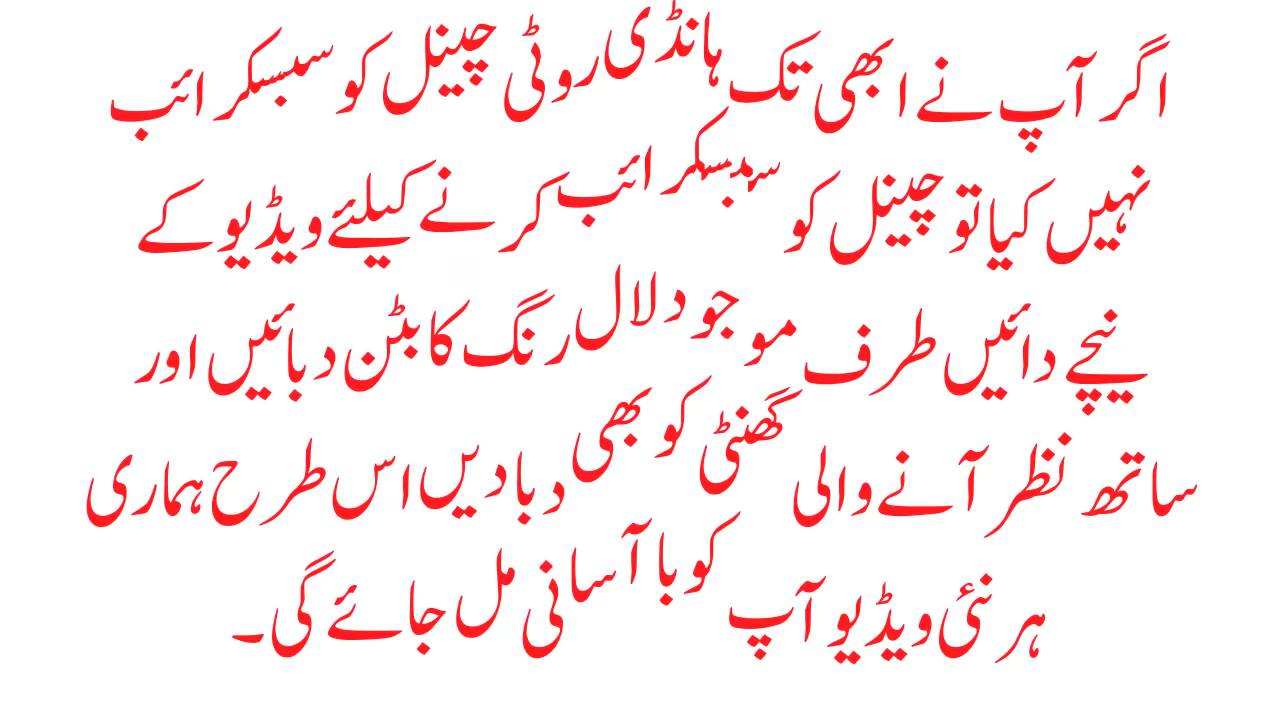 اگر آپ نے ابھی تک ہانڈی روٹی چینل کو سبسکرائب
نہیں کیا تو چینل کو سبسکرائب کرنے کیلئے ویڈیو کے
نیچے دائیں طرف موجود لال رنگ کا بٹن دبائیں اور
ساتھ نظر آنے والی گھنٹی کو بھی دبا دیں اس طرح ہماری
ہر نئی ویڈیو آپ کو با آسانی مل جائے گی۔